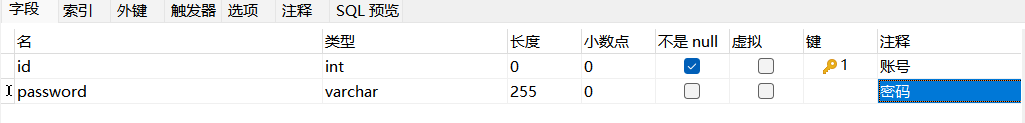 字段 索引 外键 触发器 选项 注释 SQL 预览
名 类型 长度 小数点 不是 null 虚拟 键 注释
id int 0 0 1 账号
password varchar 255 0 密码